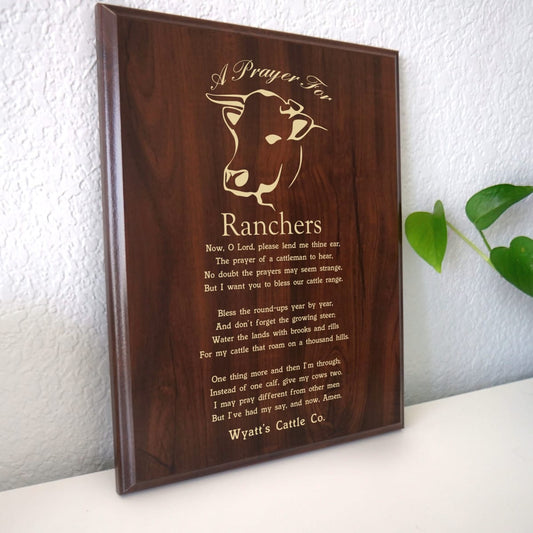 A Prayer For
Ranchers
Now, O Lord, please lend me thine ear,
The prayer of a cattleman to hear,
No doubt the prayers may seem strange,
But I want you to bless our cattle range.
Bless the round-ups year by year,
And don't forget the growing steer;
Water the lands with brooks and rills
For my cattle that roam on a thousand hills.
One thing more and then I'm through;
Instead of one calf, give my cows two.
I may pray different from other men
But I've had my say, and now, Amen.
Wyatt's Cattle Co.